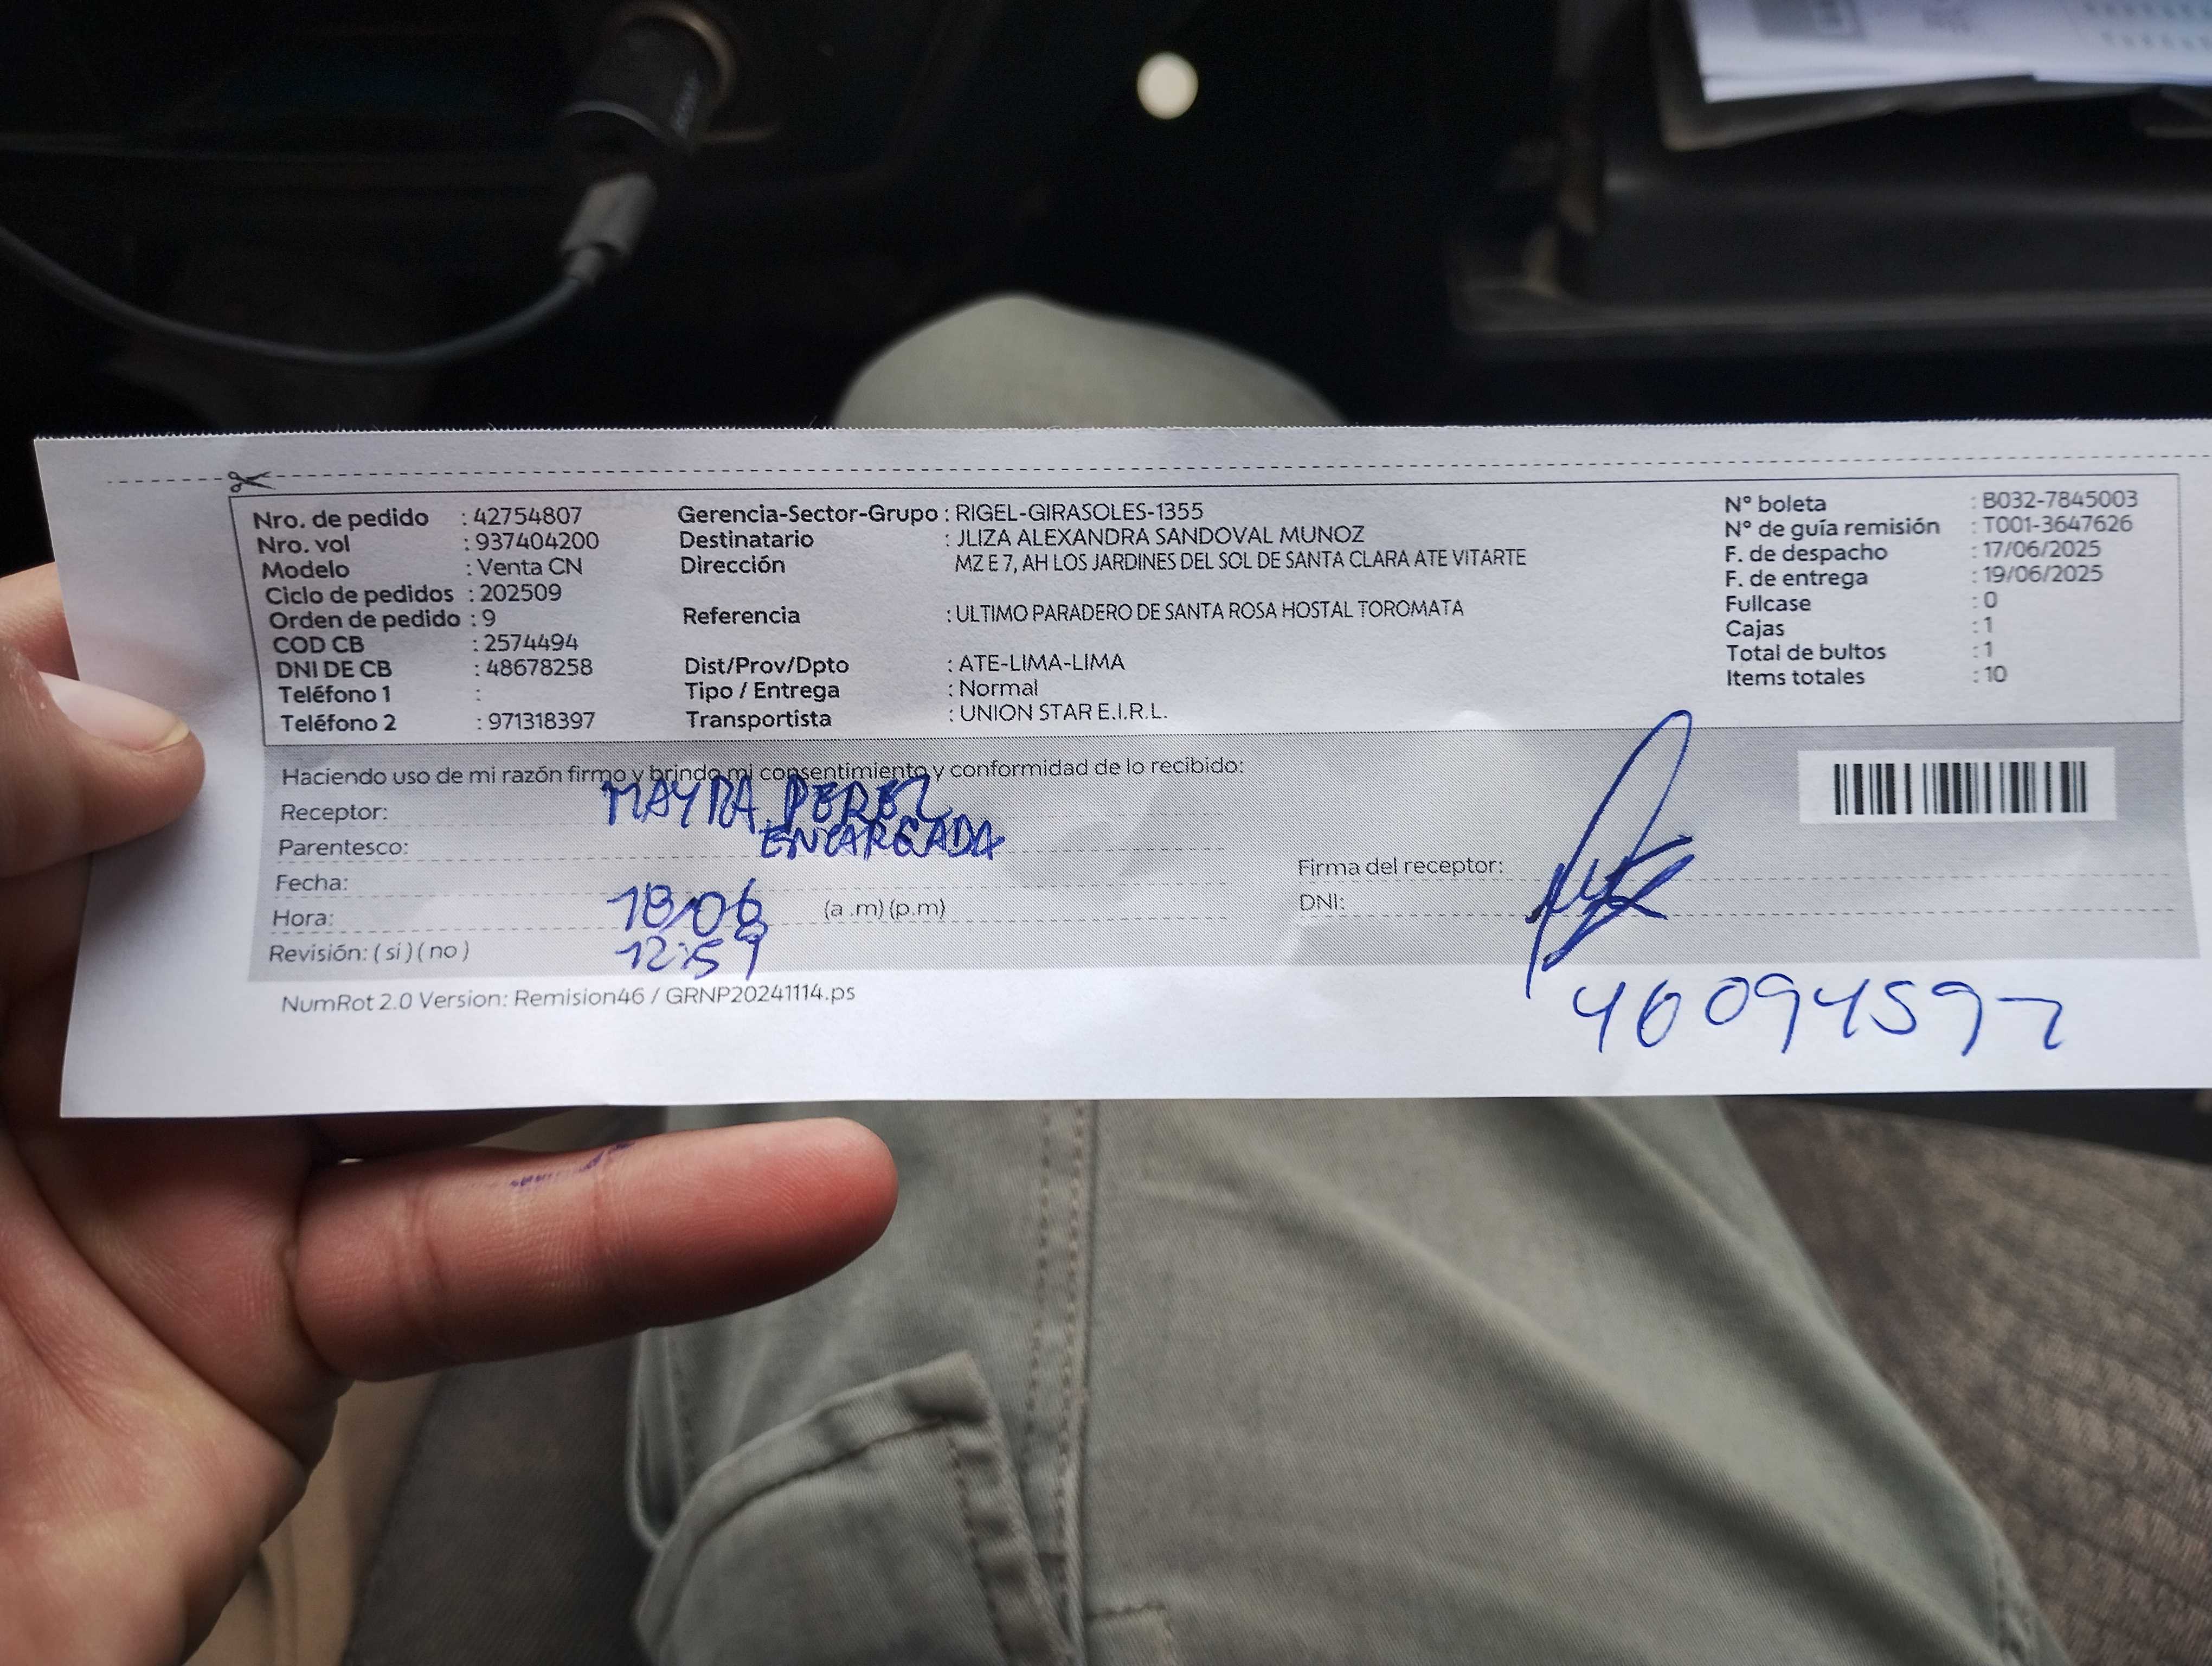 Nro. de pedido : 42754807
Nro. vol : 937404200
Modelo : Venta CN
Ciclo de pedidos : 202509
Orden de pedido : 9
COD CB : 2574494
DNI DE CB : 48678258
Teléfono 1 :
Teléfono 2 : 971318397
Gerencia-Sector-Grupo : RIGEL-GIRASOLES-1355
Destinatario : JLIZA ALEXANDRA SANDOVAL MUNOZ
Dirección MZ E 7, AH LOS JARDINES DEL SOL DE SANTA CLARA ATE VITARTE
Referencia : ULTIMO PARADERO DE SANTA ROSA HOSTAL TOROMATA
Dist/Prov/Dpto : ATE-LIMA-LIMA
Tipo / Entrega : Normal
Transportista : UNION STAR E.I.R.L.
N° boleta : B032-7845003
N° de guía remisión : T001-3647626
F. de despacho : 17/06/2025
F. de entrega : 19/06/2025
Fullcase : 0
Cajas : 1
Total de bultos : 1
Items totales : 10
Haciendo uso de mi razón firmo y brindo mi consentimiento y conformidad de lo recibido:
Receptor: MAYRA PEREZ
Parentesco: ENCARGADA
Fecha: 18/06
Hora: 12:59 (a .m) (p.m)
Revisión: ( si ) ( no )
Firma del receptor:
DNI: 40094597
NumRot 2.0 Version: Remision46 / GRNP20241114.ps